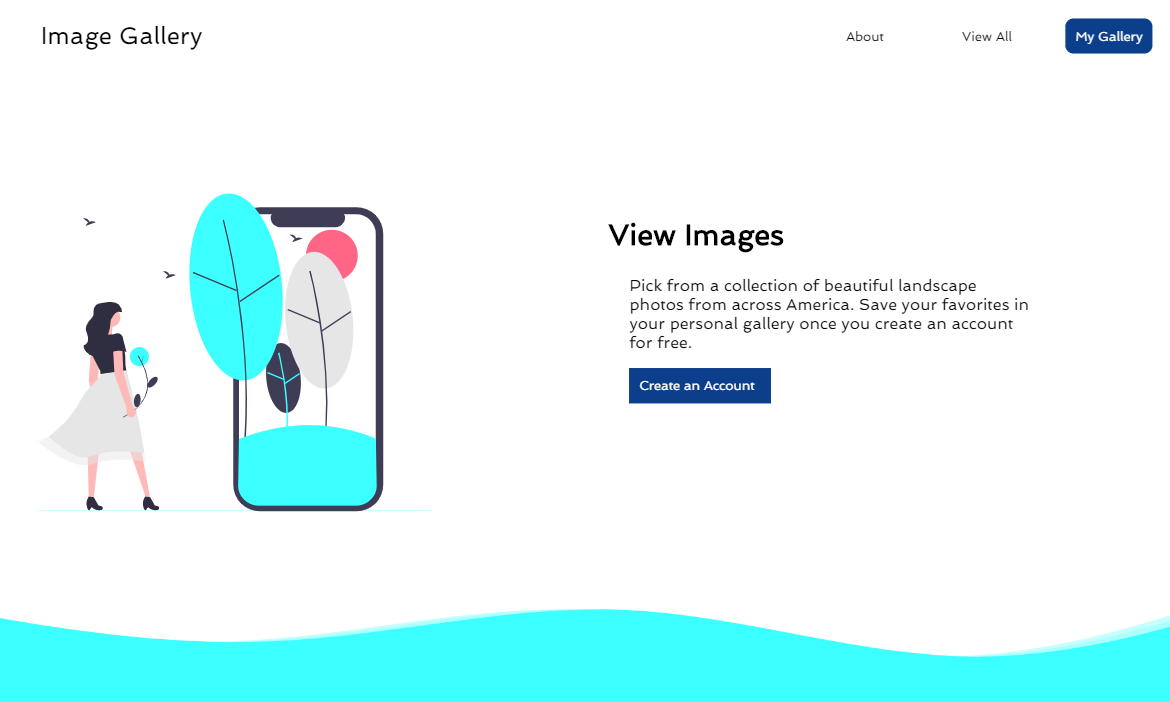 Image Gallery
About
View All
My Gallery
View Images
Pick from a collection of beautiful landscape
photos from across America. Save your favorites in
your personal gallery once you create an account
for free.
Create an Account